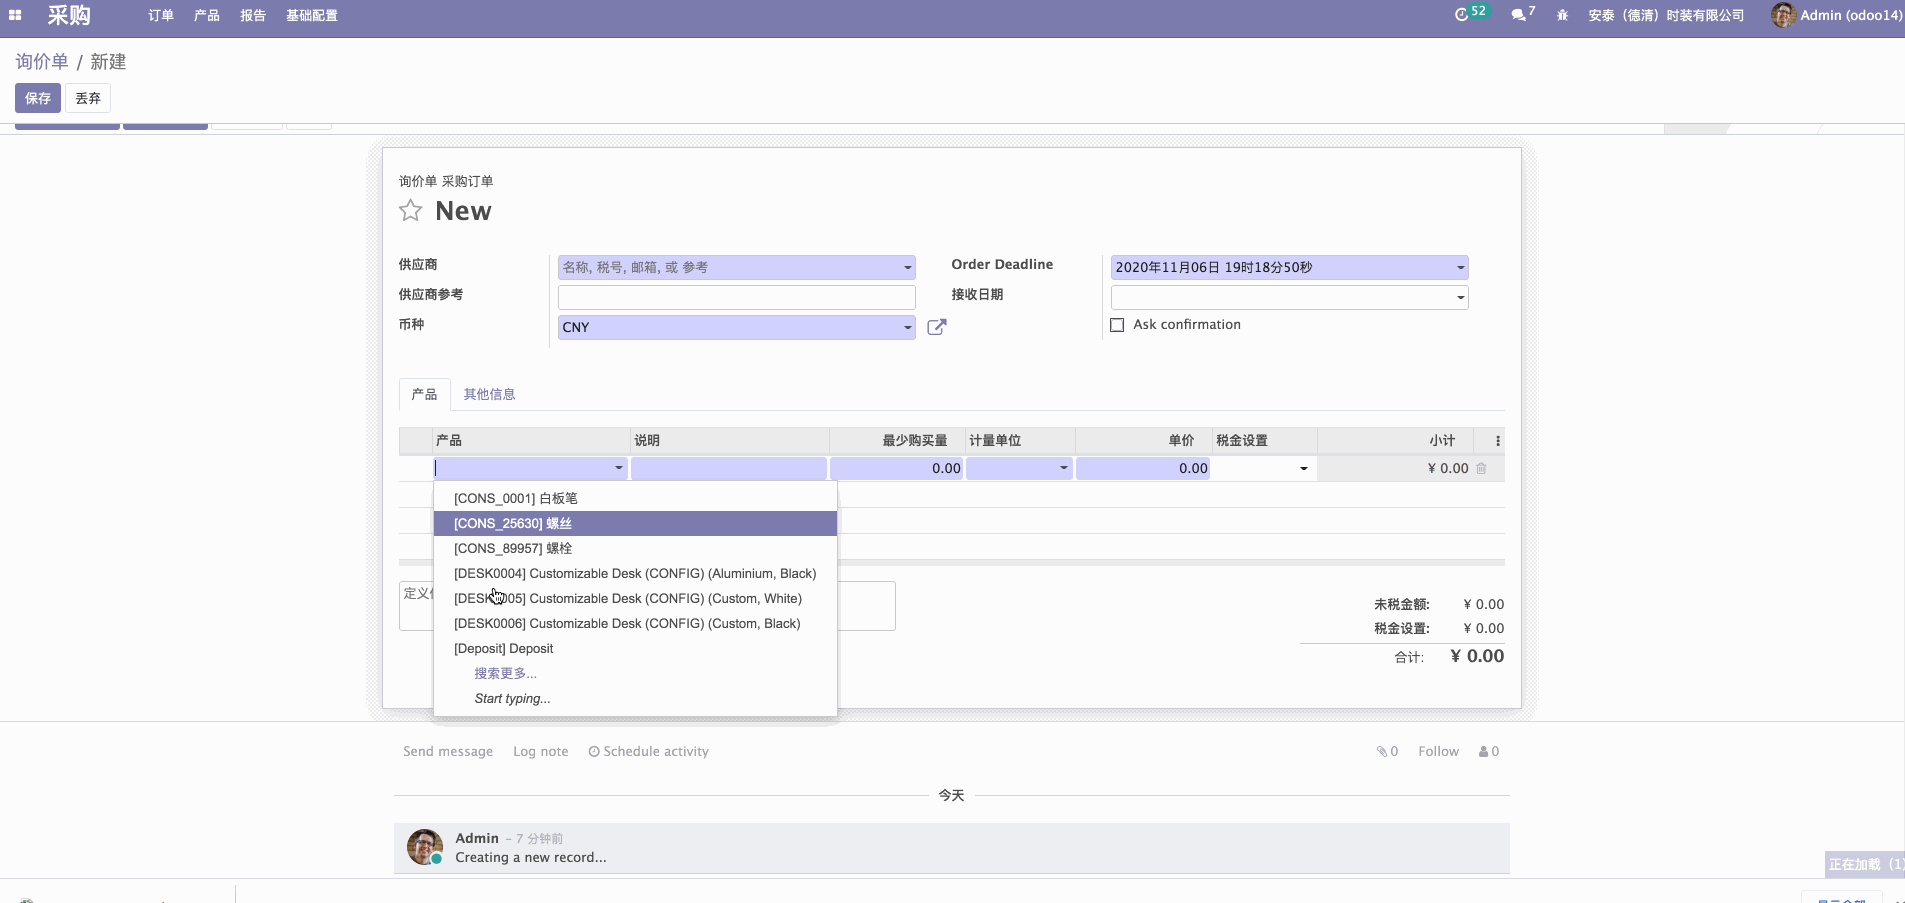 采购 订单 产品 报告 基础配置 52 7 安泰（德清）时装有限公司 Admin (odoo14)
询价单 / 新建
保存 丢弃
询价单 采购订单
New
供应商 名称, 税号, 邮箱, 或 参考 Order Deadline 2020年11月06日 19时18分50秒
供应商参考 接收日期
币种 CNY Ask confirmation
产品 其他信息
产品 说明 最少购买量 计量单位 单价 税金设置 小计
0.00 0.00 ¥ 0.00
[CONS_0001] 白板笔
[CONS_25630] 螺丝
[CONS_89957] 螺栓
[DESK0004] Customizable Desk (CONFIG) (Aluminium, Black)
[DESK0005] Customizable Desk (CONFIG) (Custom, White)
[DESK0006] Customizable Desk (CONFIG) (Custom, Black)
[Deposit] Deposit
搜索更多...
Start typing...
定义
未税金额: ¥ 0.00
税金设置: ¥ 0.00
合计: ¥ 0.00
Send message Log note Schedule activity 0 Follow 0
今天
Admin – 7 分钟前
Creating a new record...
正在加载 (1)